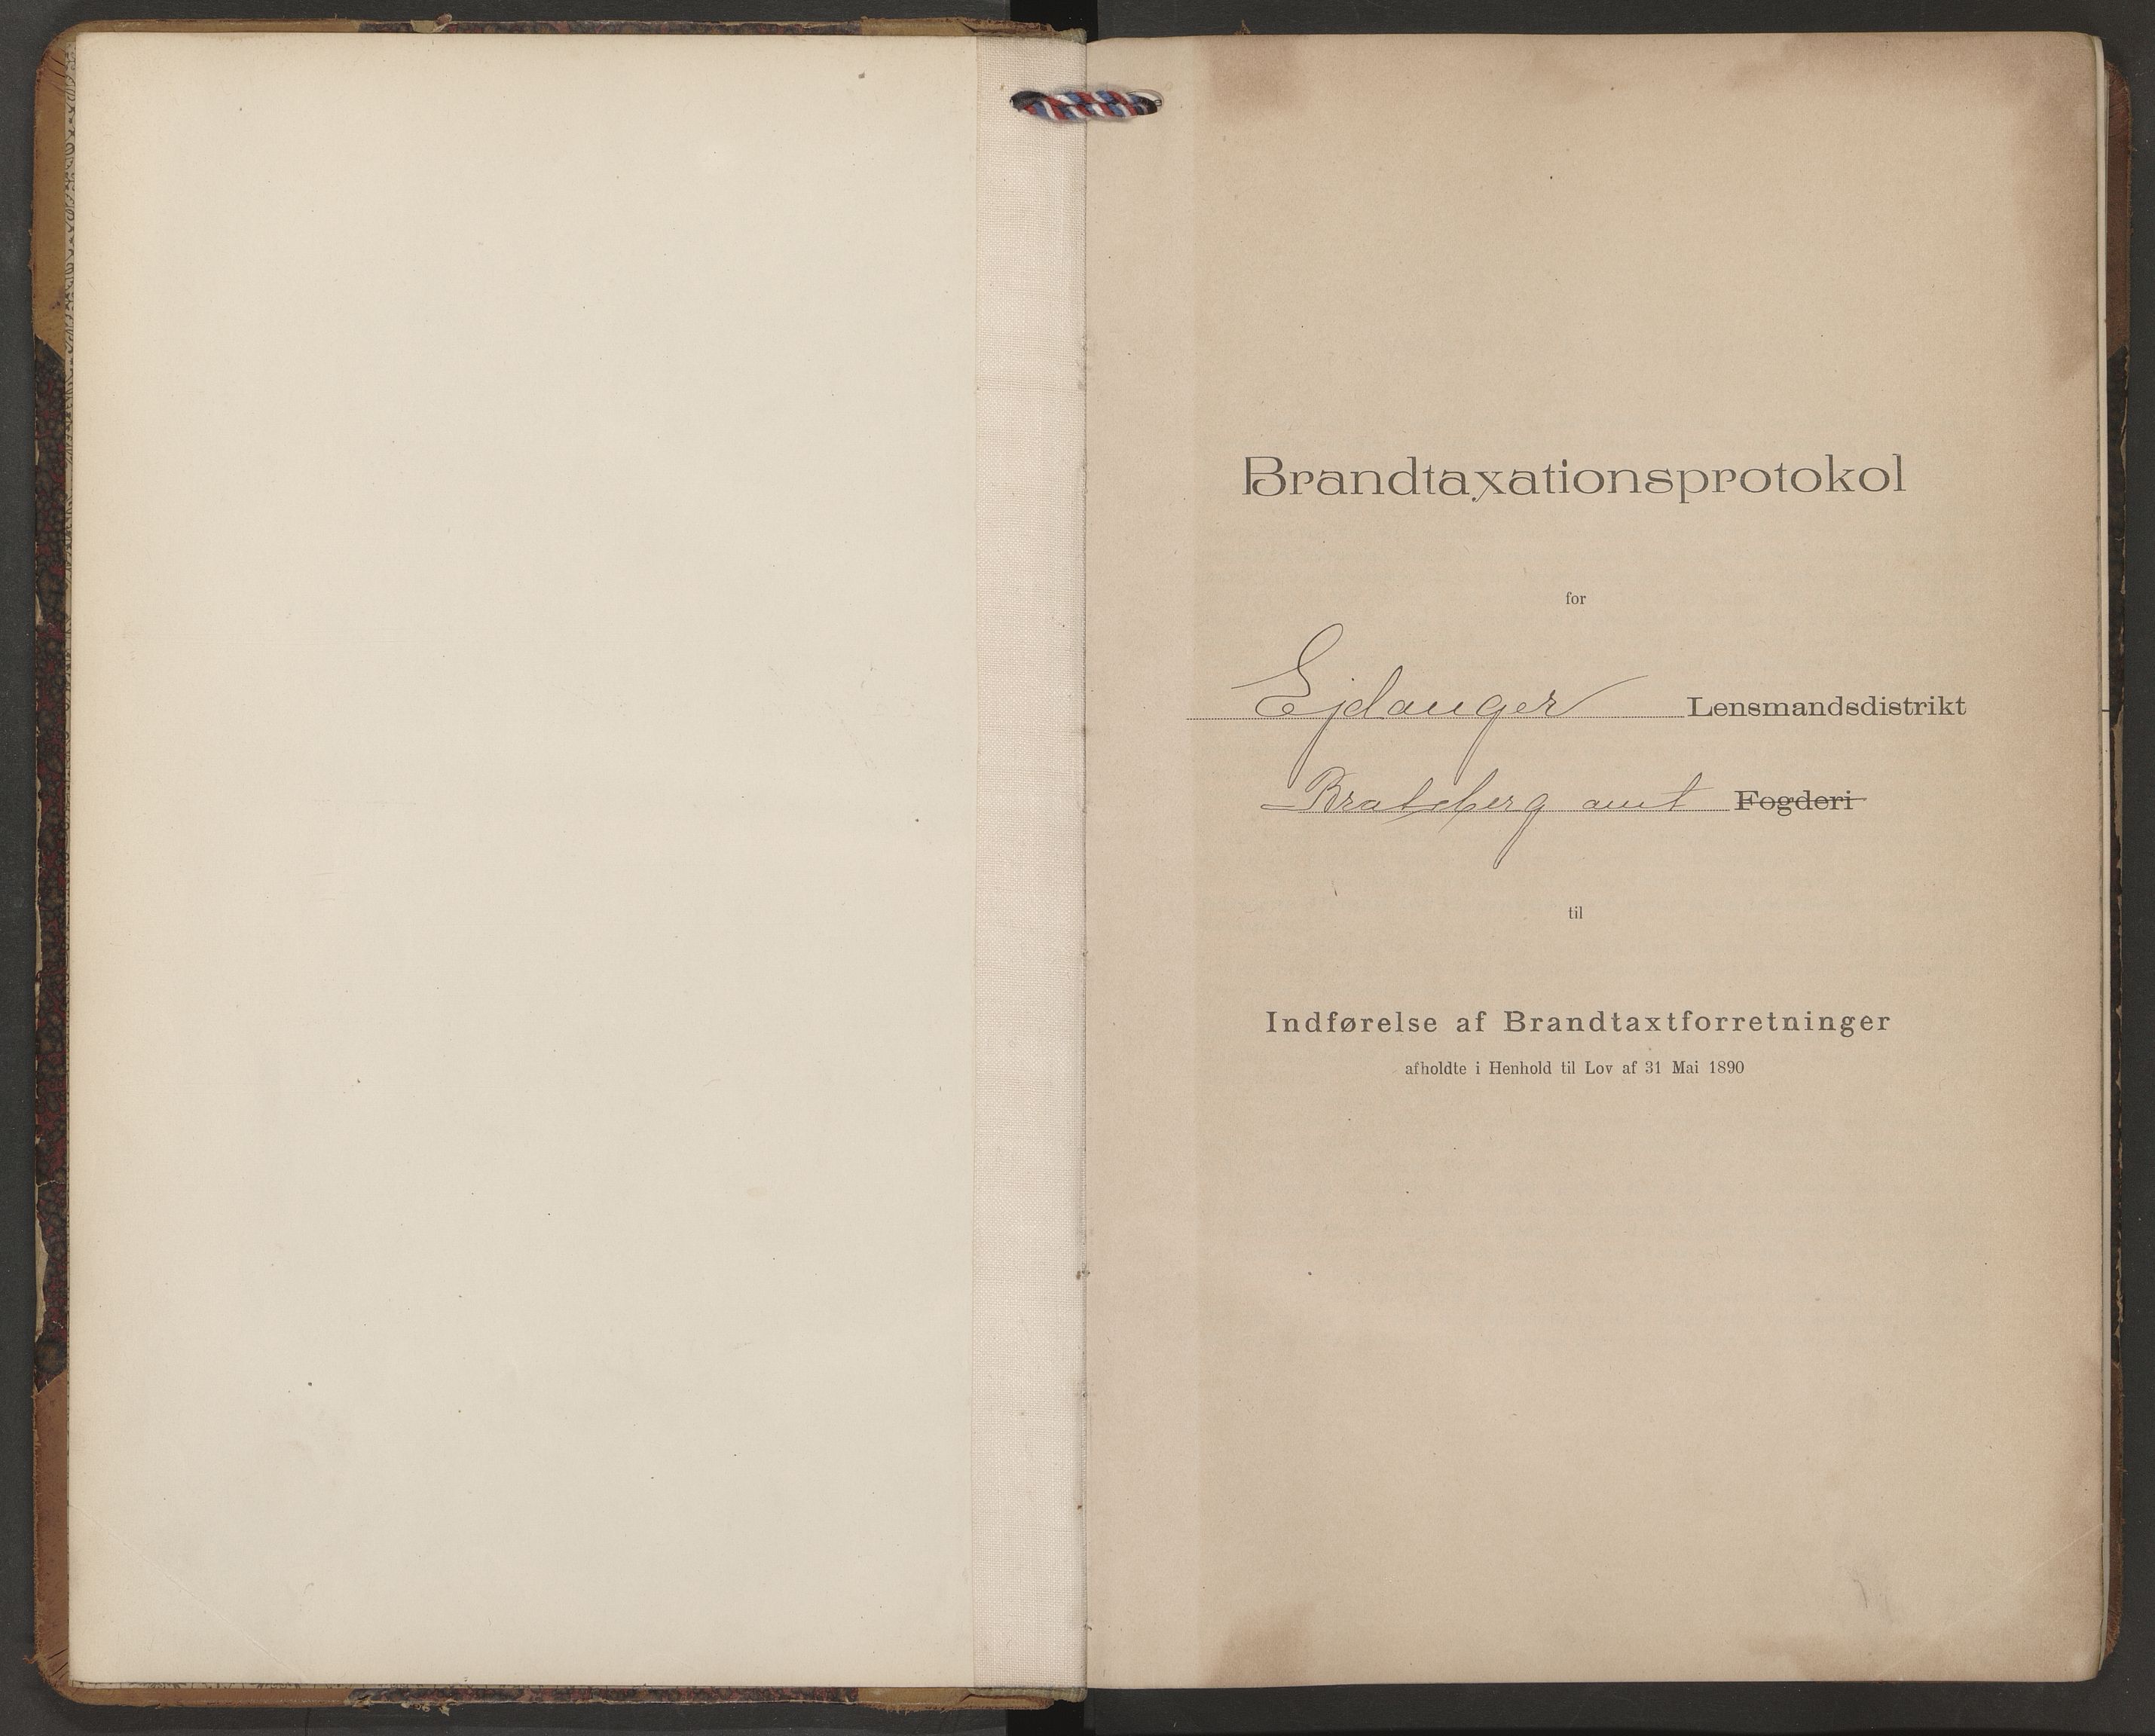 Brandtaxationsprotokol
for
Ejdanger Lensmandsdistrikt
Bratsberg amt Fogderi
til
Indførelse af Brandtaxtforretninger
afholdte i Henhold til Lov af 31 Mai 1890